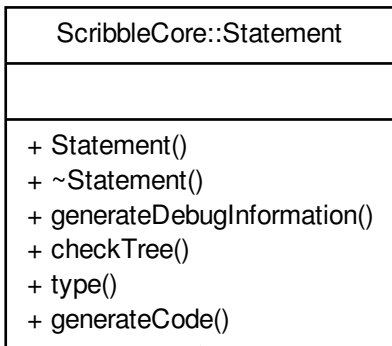 ScribbleCore::Statement
+ Statement()
+ ~Statement()
+ generateDebugInformation()
+ checkTree()
+ type()
+ generateCode()